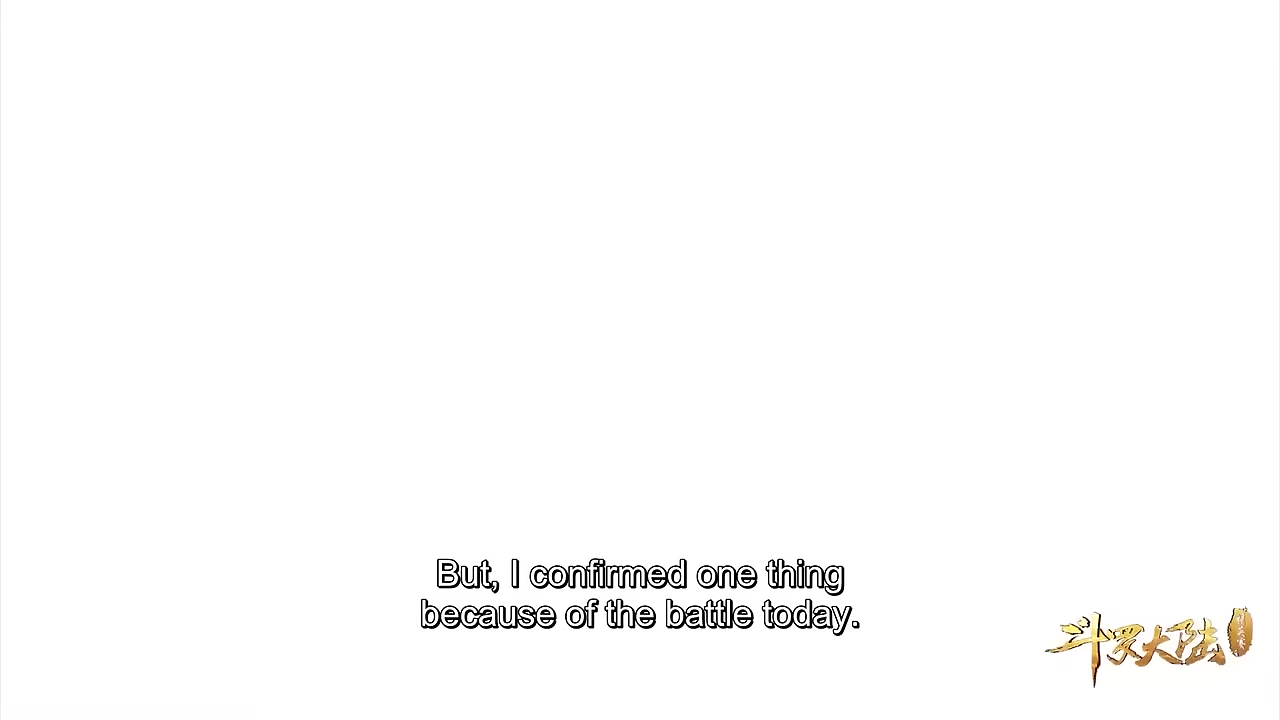 But, I confirmed one thing
because of the battle today.
斗罗大陆